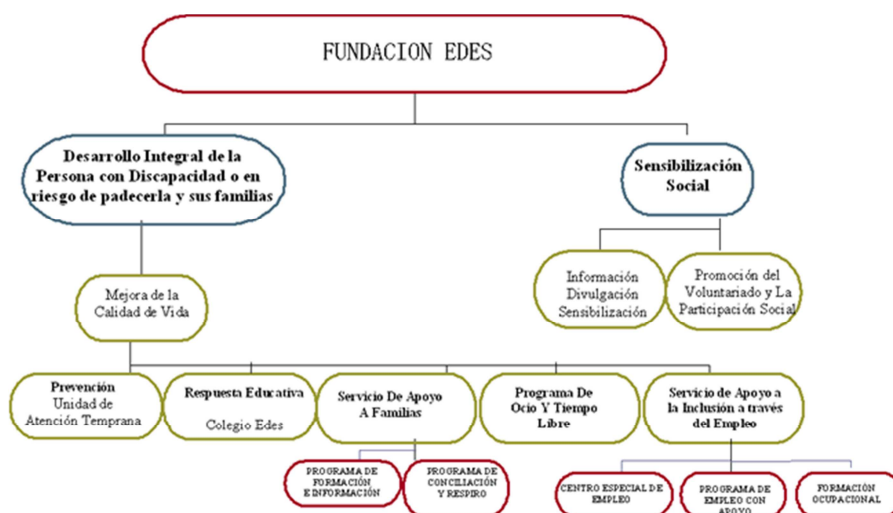 FUNDACION EDES
Desarrollo Integral de la
Persona con Discapacidad o en
riesgo de padecerla y sus familias
Sensibilización
Social
Mejora de la
Calidad de Vida
Información
Divulgación
Sensibilización
Promoción del
Voluntariado y La
Participación Social
Prevención
Unidad de
Atención Temprana
Respuesta Educativa
Colegio Edes
Servicio De Apoyo
A Familias
Programa De
Ocio Y Tiempo
Libre
Servicio de Apoyo a
la Inclusión a través
del Empleo
PROGRAMA DE
FORMACIÓN
E INFORMACIÓN
PROGRAMA DE
CONCILIACIÓN Y
RESPIRO
CENTRO ESPECIAL DE
EMPLEO
PROGRAMA DE
EMPLEO CON
APOYO
FORMACIÓN
OCUPACIONAL